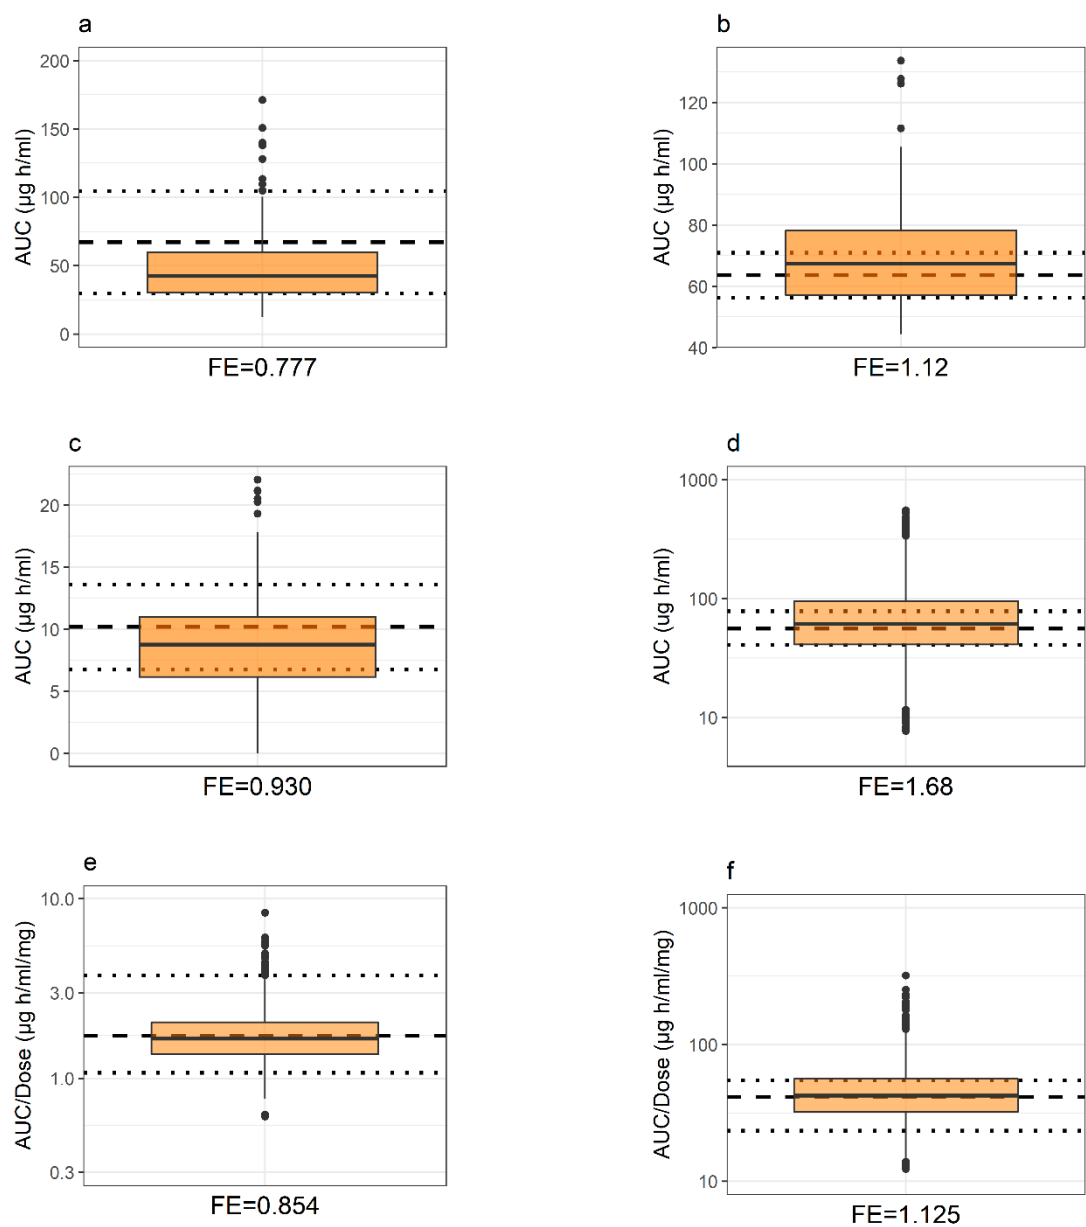 a
AUC (µg h/ml)
200
150
100
50
0
FE=0.777
b
AUC (µg h/ml)
120
100
80
60
40
FE=1.12
c
AUC (µg h/ml)
20
15
10
5
0
FE=0.930
d
AUC (µg h/ml)
1000
100
10
FE=1.68
e
AUC/Dose (µg h/ml/mg)
10.0
3.0
1.0
0.3
FE=0.854
f
AUC/Dose (µg h/ml/mg)
1000
100
10
FE=1.125